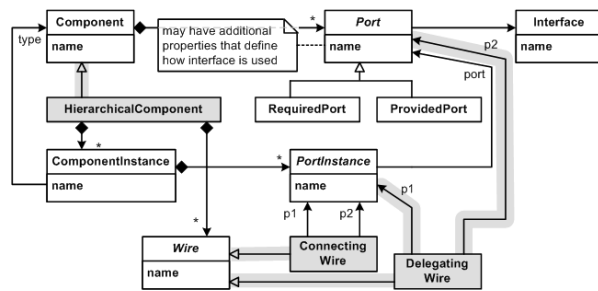 Component
name
type
may have additional
properties that define
how interface is used
*
Port
name
Interface
name
p2
port
HierarchicalComponent
RequiredPort
ProvidedPort
*
ComponentInstance
name
*
PortInstance
name
p1
p1
p2
*
Wire
name
Connecting
Wire
Delegating
Wire